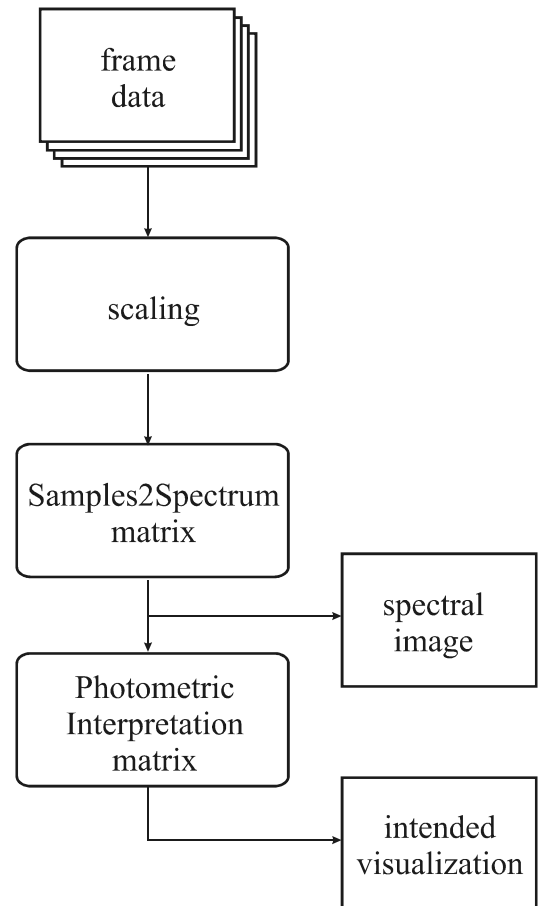 frame
data
scaling
Samples2Spectrum
matrix
spectral
image
Photometric
Interpretation
matrix
intended
visualization